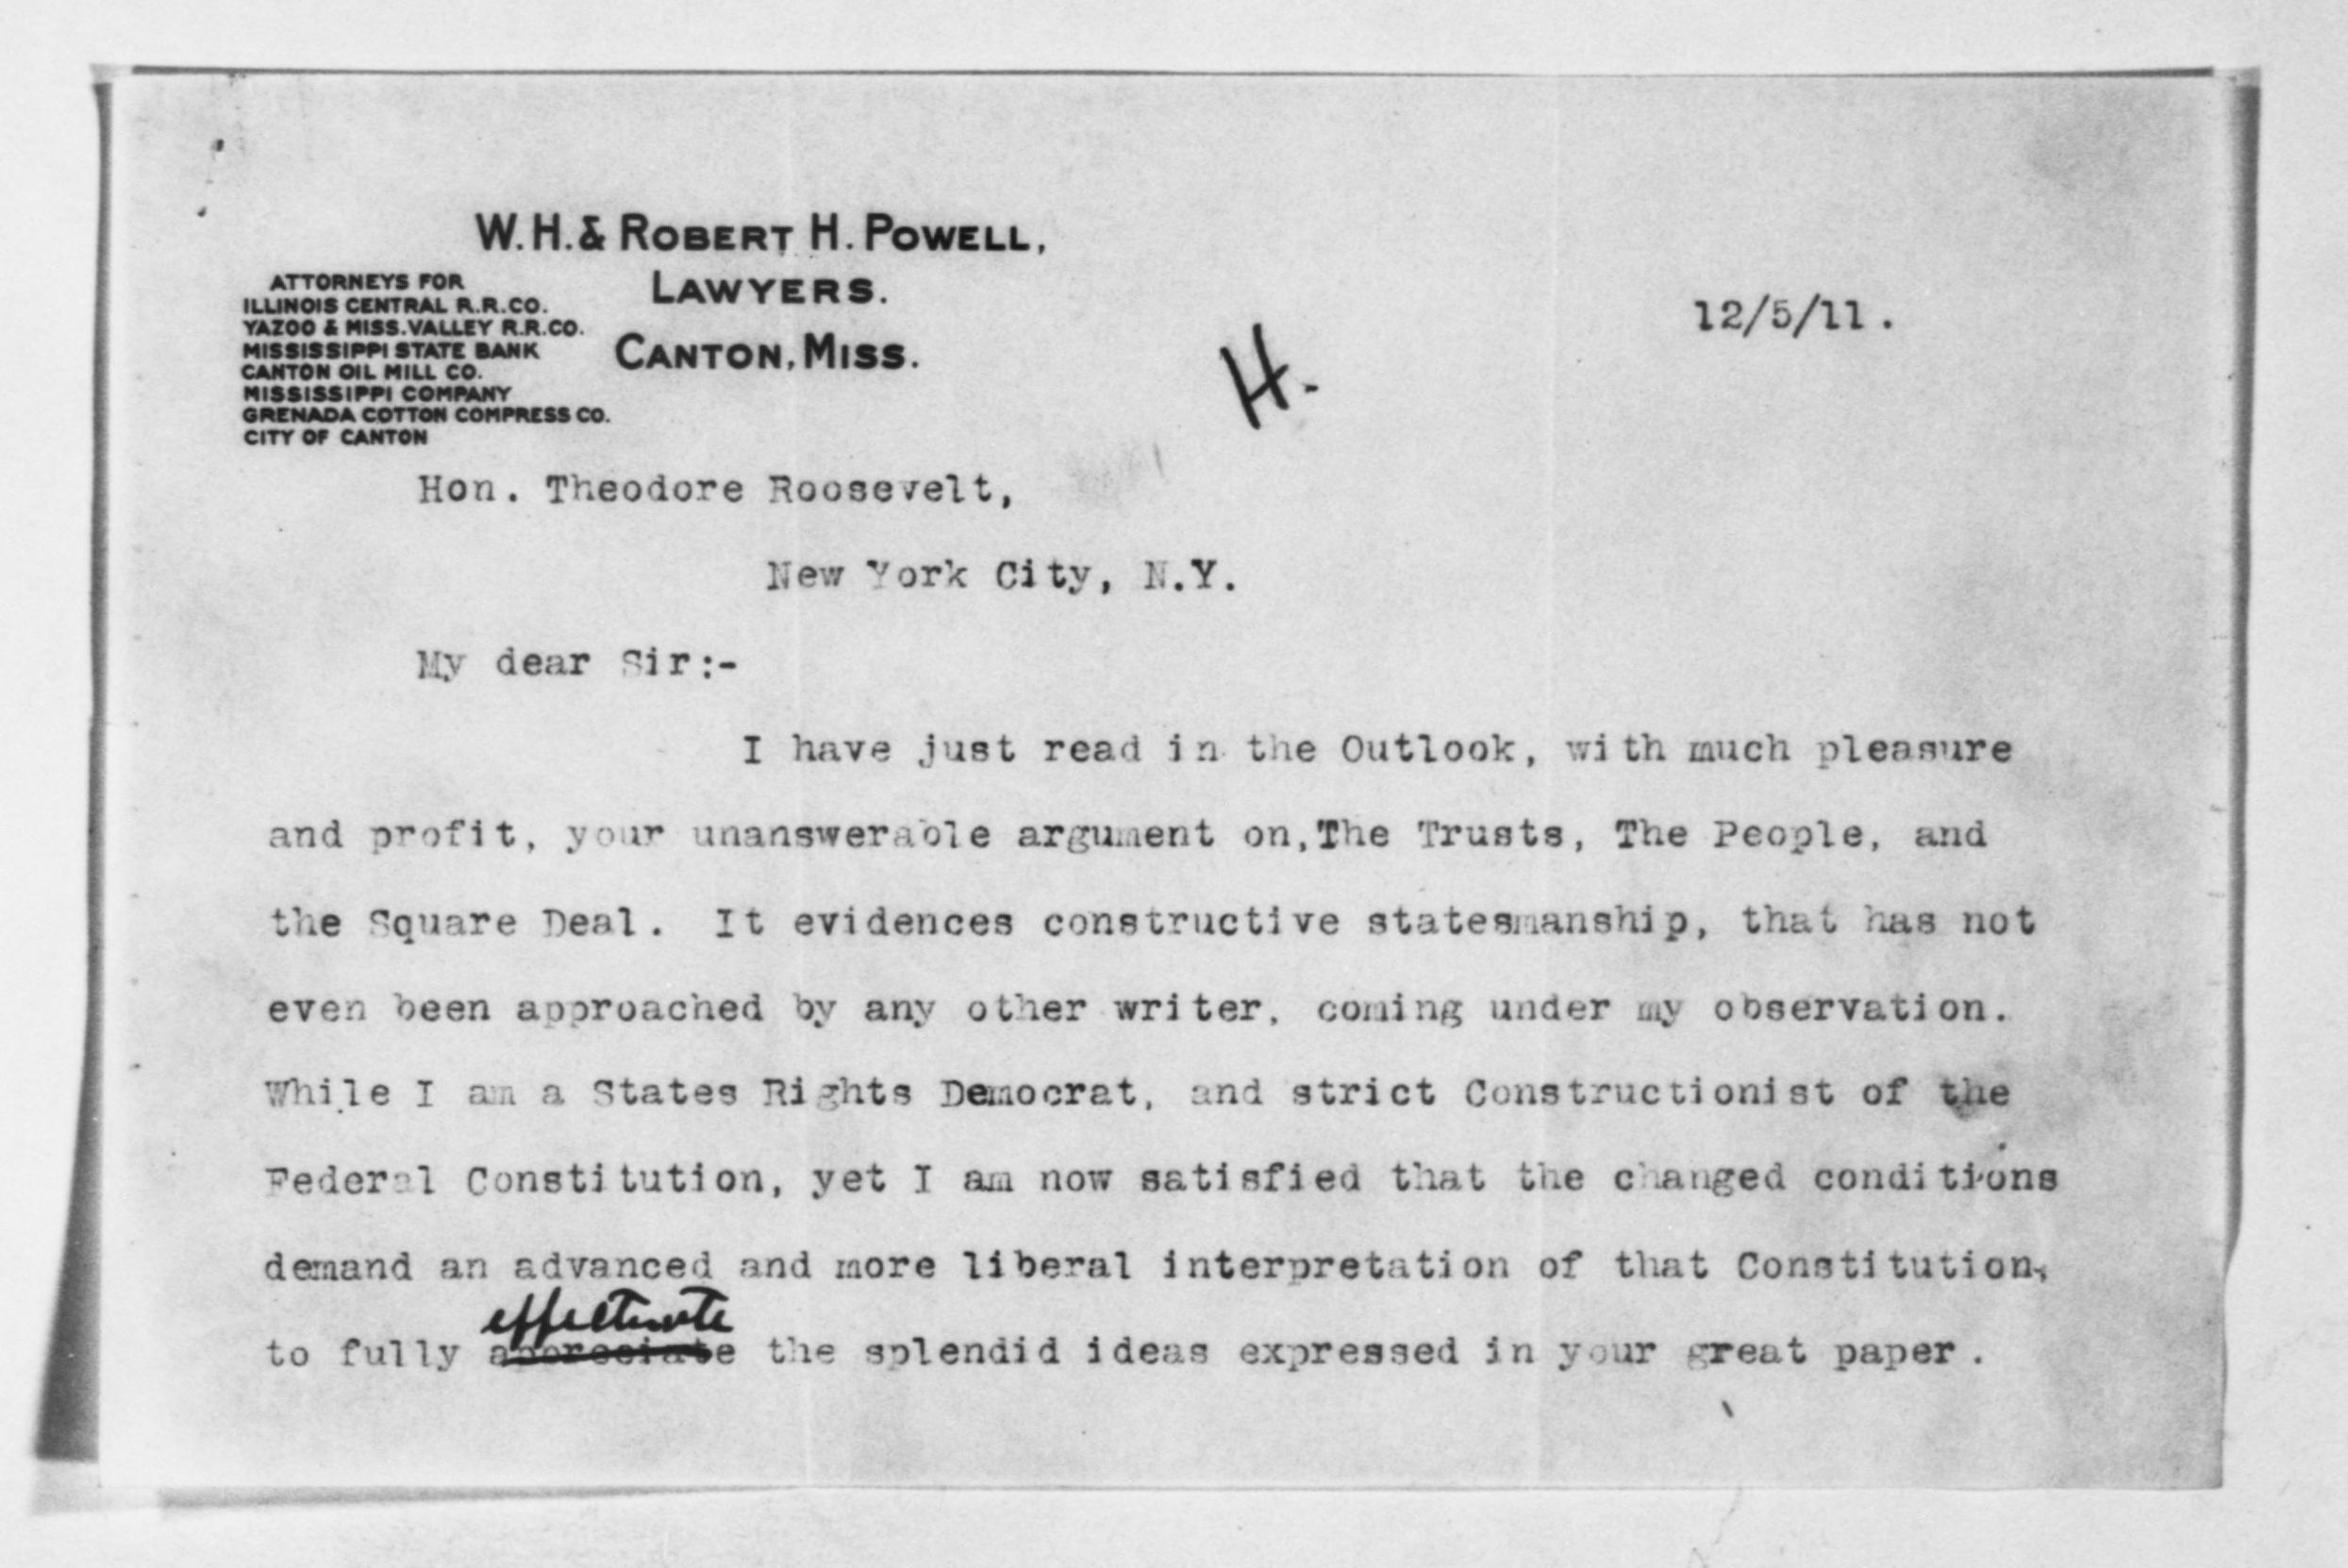 W. H. & ROBERT H. POWELL,
LAWYERS.
CANTON, MISS.
ATTORNEYS FOR
ILLINOIS CENTRAL R.R.CO.
YAZOO & MISS.VALLEY R.R.CO.
MISSISSIPPI STATE BANK
CANTON OIL MILL CO.
MISSISSIPPI COMPANY
GRENADA COTTON COMPRESS CO.
CITY OF CANTON
12/5/11.
H.
Hon. Theodore Roosevelt,
New York City, N.Y.
My dear Sir:-
I have just read in the Outlook, with much pleasure
and profit, your unanswerable argument on,The Trusts, The People, and
the Square Deal. It evidences constructive statesmanship, that has not
even been approached by any other writer, coming under my observation.
While I am a States Rights Democrat, and strict Constructionist of the
Federal Constitution, yet I am now satisfied that the changed conditions
demand an advanced and more liberal interpretation of that Constitution,
effectuate
to fully appreciate the splendid ideas expressed in your great paper.